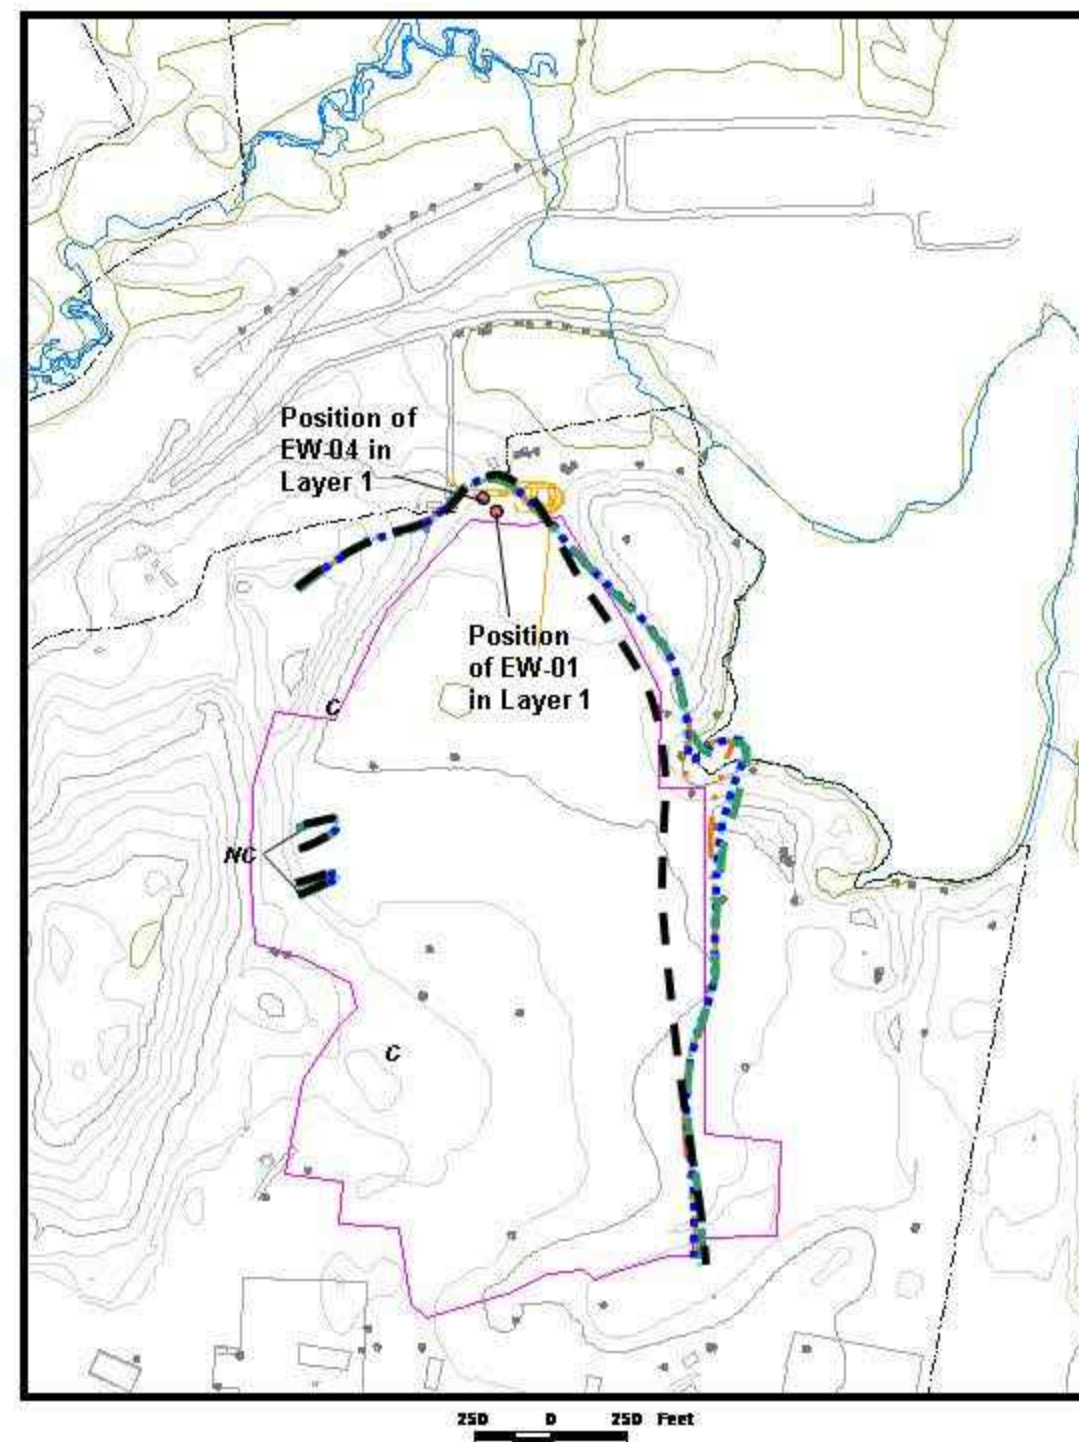 Position of
EW-04 in
Layer 1
Position
of EW-01
in Layer 1
C
NC
C
250 0 250 Feet